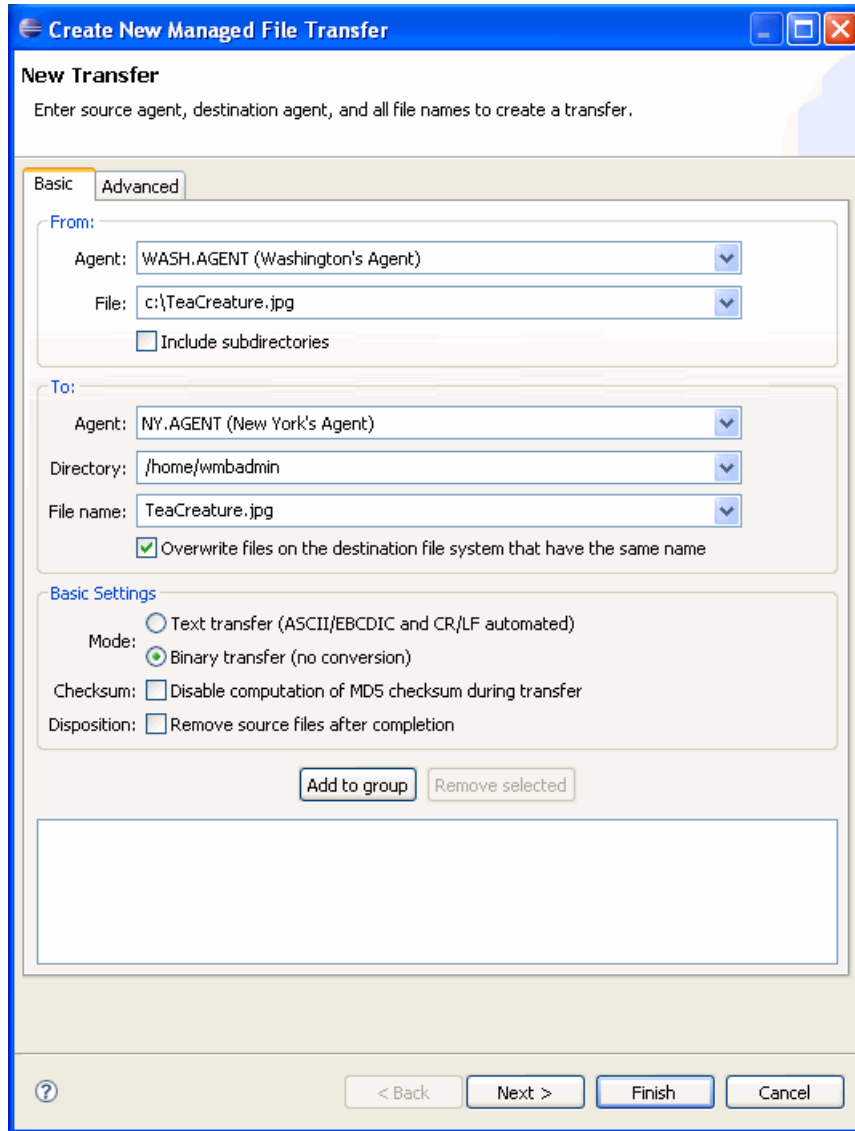 Create New Managed File Transfer
New Transfer
Enter source agent, destination agent, and all file names to create a transfer.
Basic Advanced
From:
Agent: WASH.AGENT (Washington's Agent)
File: c:\TeaCreature.jpg
Include subdirectories
To:
Agent: NY.AGENT (New York's Agent)
Directory: /home/wmbadmin
File name: TeaCreature.jpg
Overwrite files on the destination file system that have the same name
Basic Settings
Mode: Text transfer (ASCII/EBCDIC and CR/LF automated)
Binary transfer (no conversion)
Checksum: Disable computation of MD5 checksum during transfer
Disposition: Remove source files after completion
Add to group Remove selected
? < Back Next > Finish Cancel